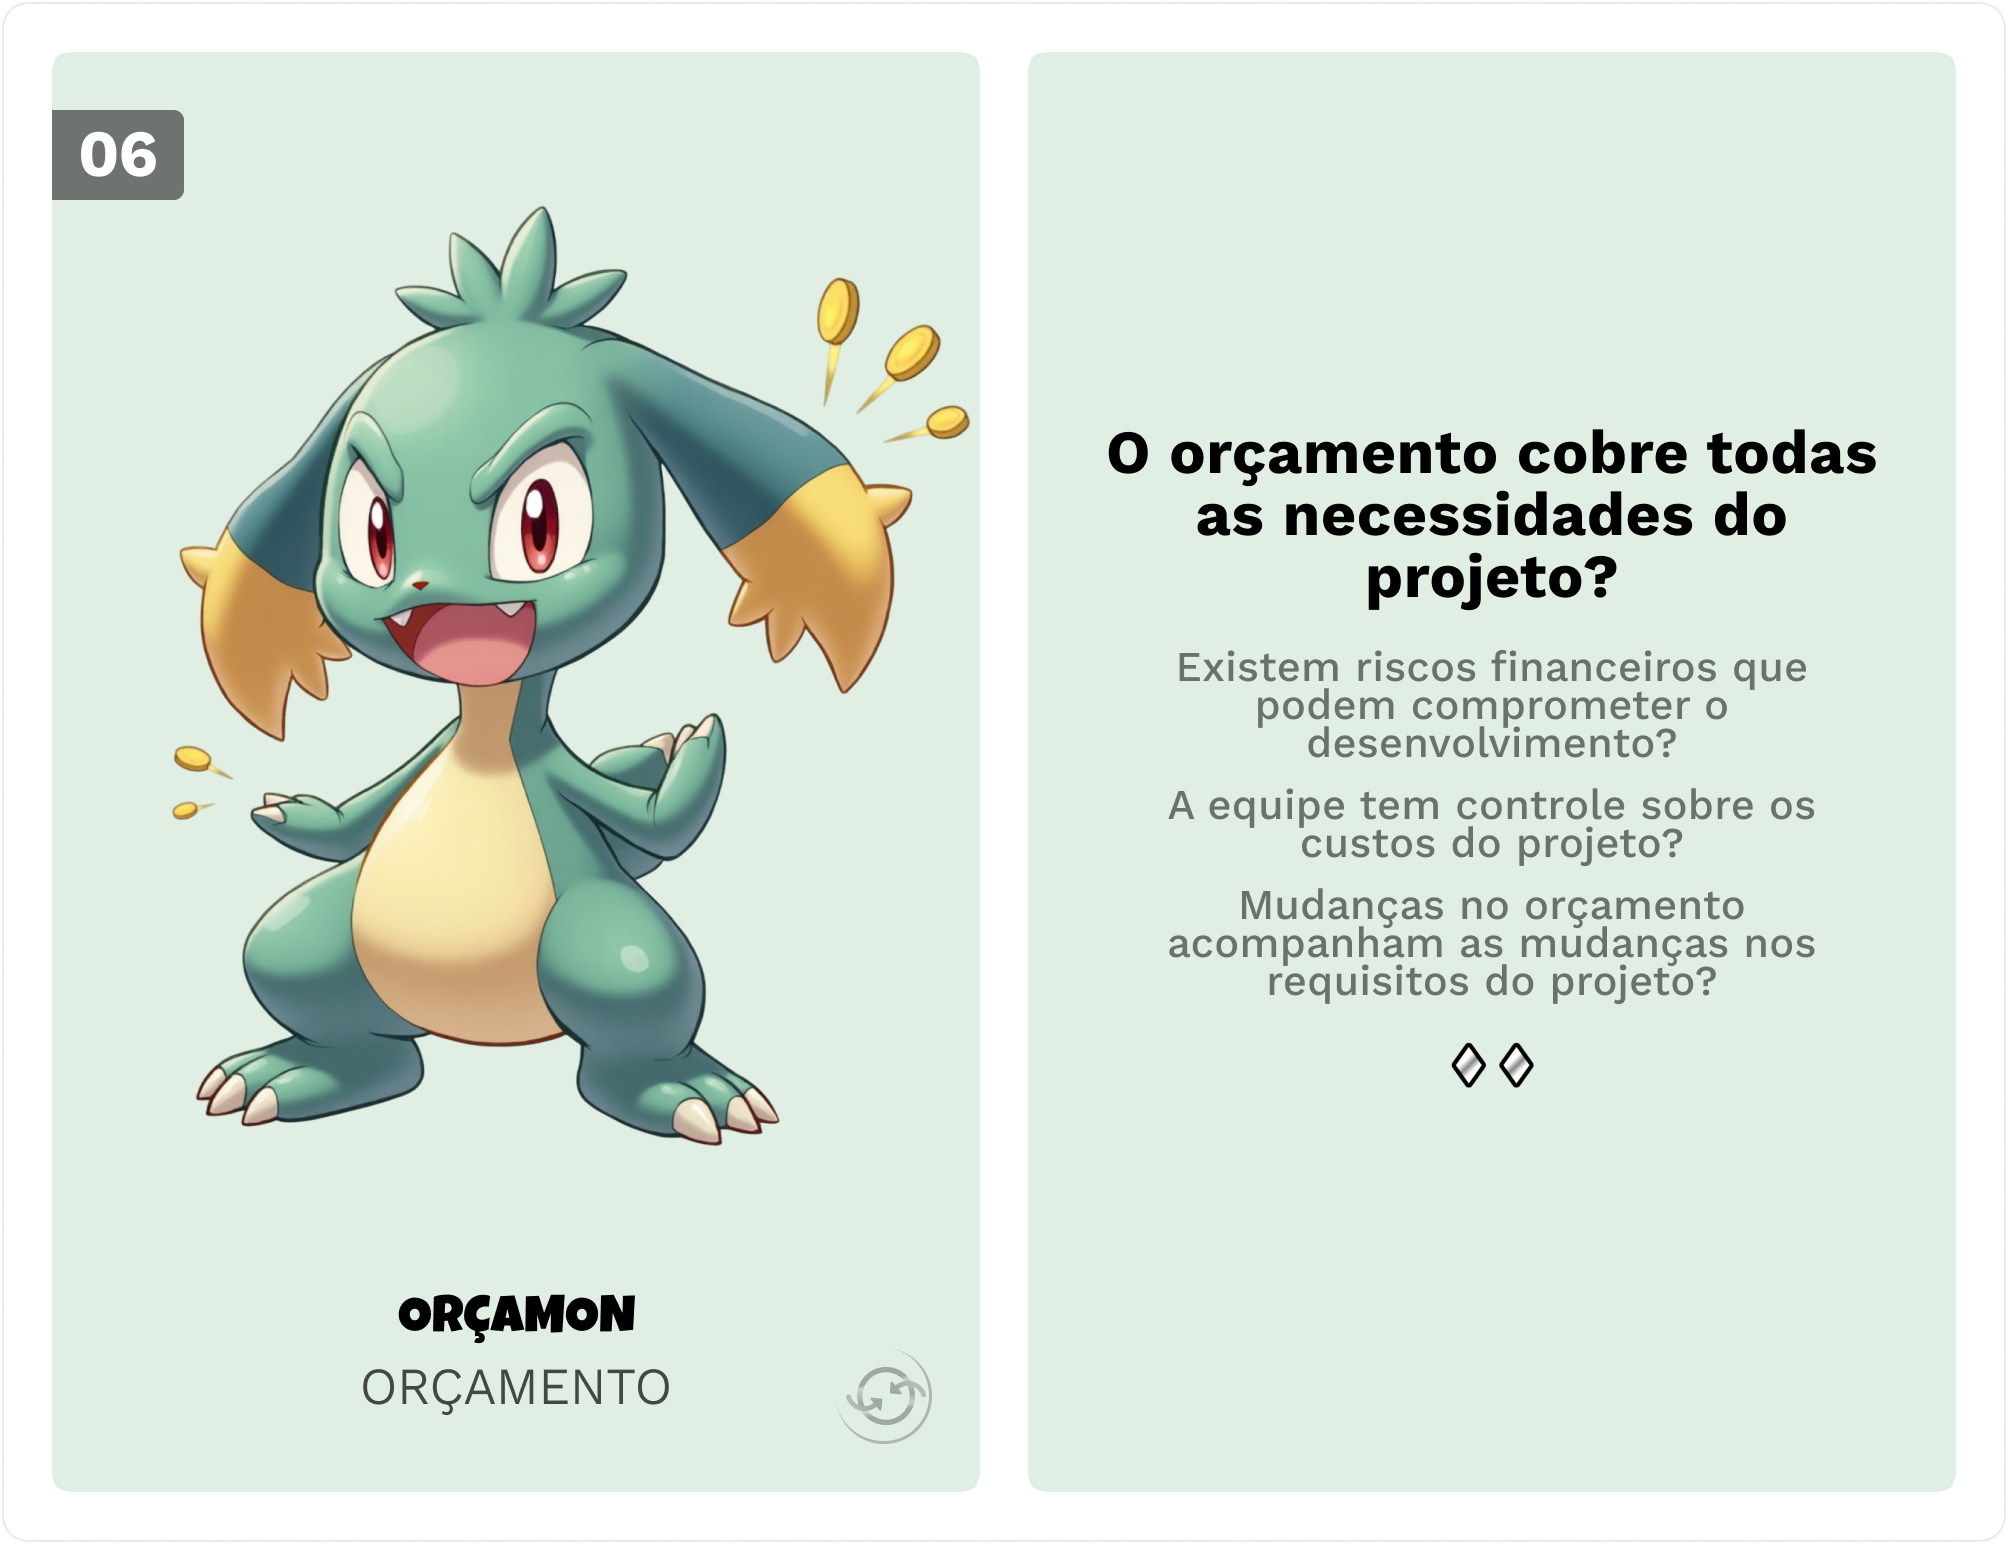 06
ORÇAMON
ORÇAMENTO
O orçamento cobre todas
as necessidades do
projeto?
Existem riscos financeiros que
podem comprometer o
desenvolvimento?
A equipe tem controle sobre os
custos do projeto?
Mudanças no orçamento
acompanham as mudanças nos
requisitos do projeto?